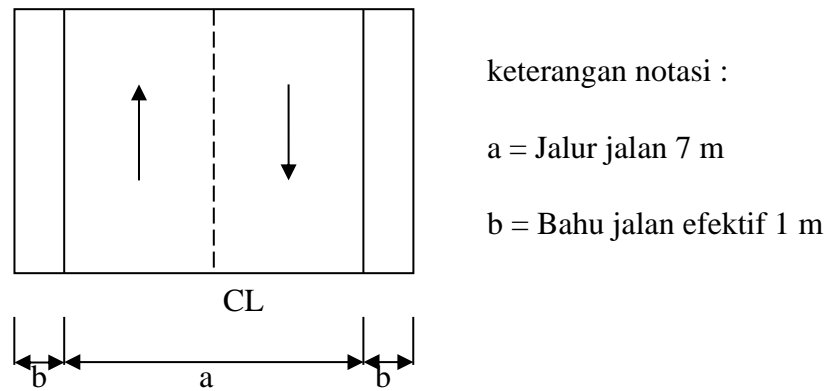 keterangan notasi :
a = Jalur jalan 7 m
b = Bahu jalan efektif 1 m
CL
b a b